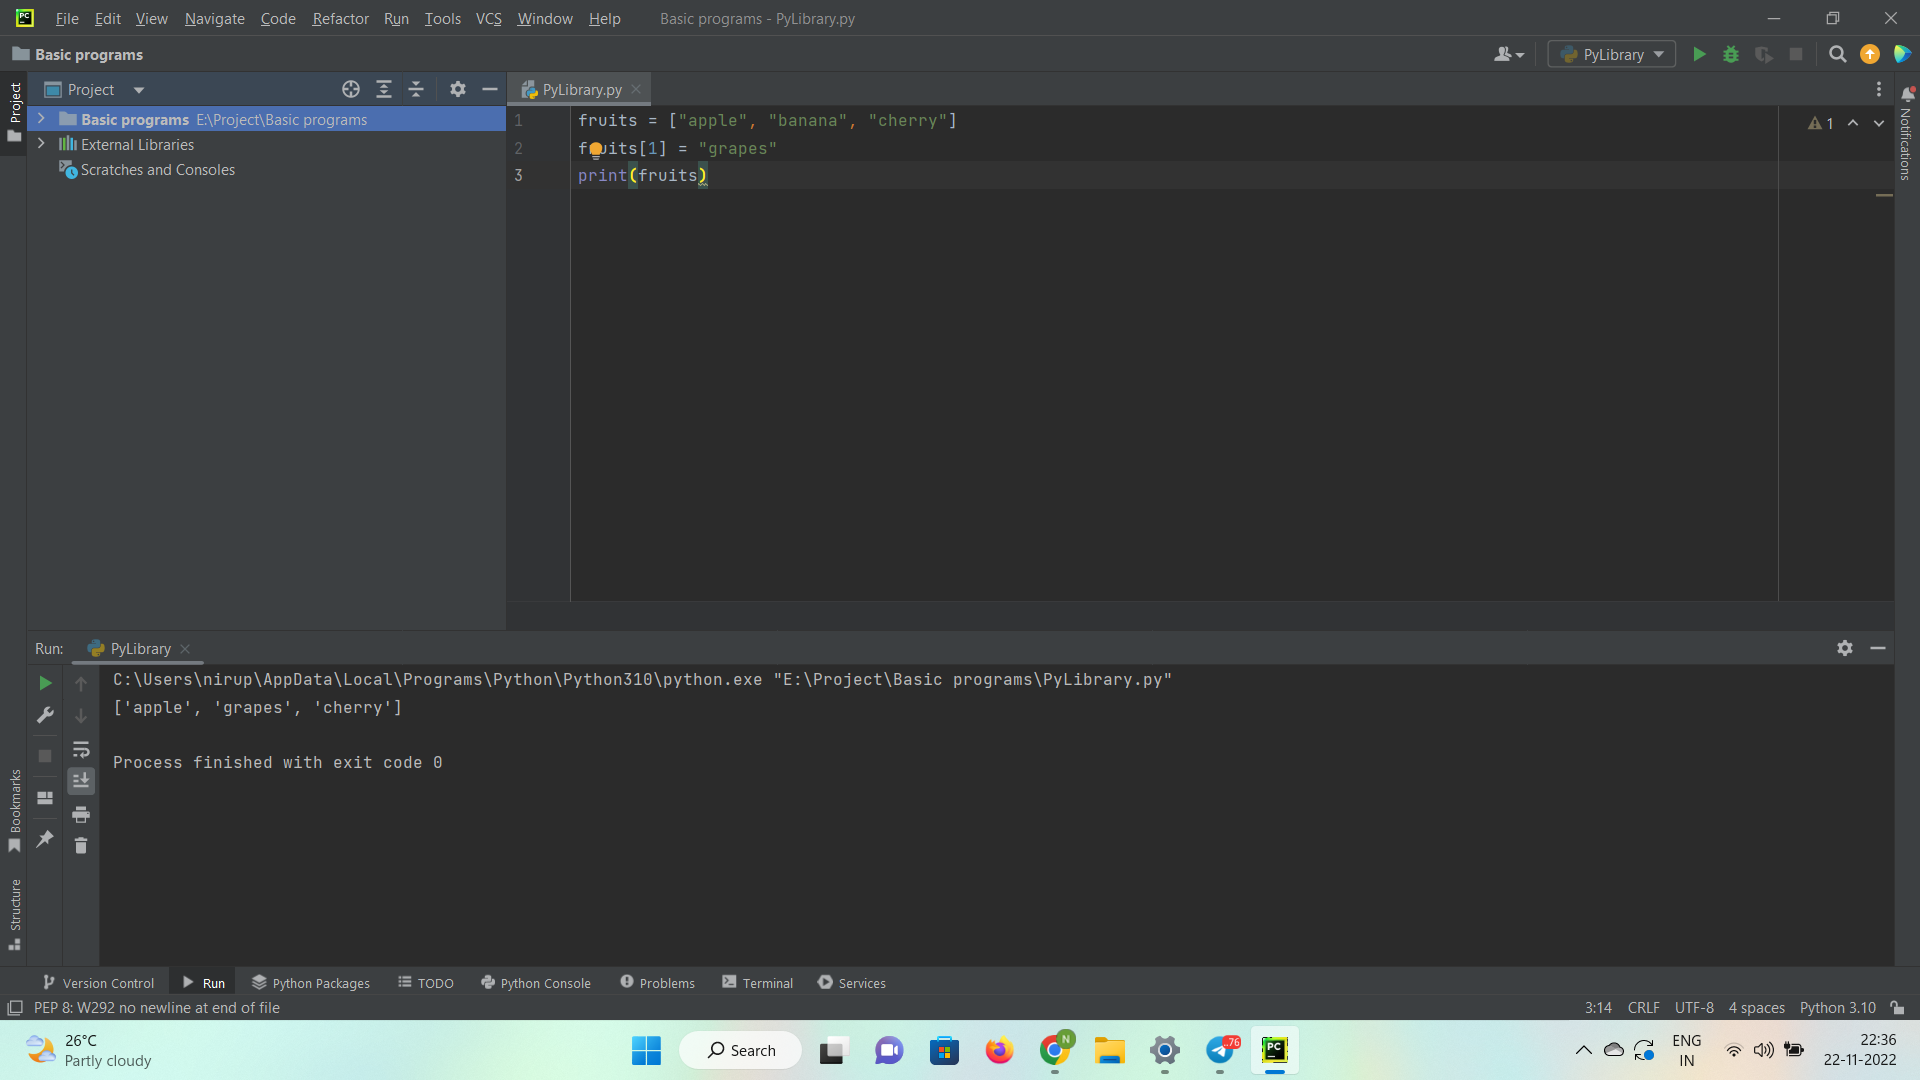 File Edit View Navigate Code Refactor Run Tools VCS Window Help Basic programs - PyLibrary.py
Basic programs
PyLibrary
Project
Project
PyLibrary.py
Notifications
Basic programs E:\Project\Basic programs
External Libraries
Scratches and Consoles
1 fruits = ["apple", "banana", "cherry"]
2 fruits[1] = "grapes"
3 print(fruits)
1
Run: PyLibrary
C:\Users\nirup\AppData\Local\Programs\Python\Python310\python.exe "E:\Project\Basic programs\PyLibrary.py"
['apple', 'grapes', 'cherry']
Process finished with exit code 0
Bookmarks
Structure
Version Control Run Python Packages TODO Python Console Problems Terminal Services
PEP 8: W292 no newline at end of file
3:14 CRLF UTF-8 4 spaces Python 3.10
26°C
Partly cloudy
Search
N
..76
PC
ENG
IN
22:36
22-11-2022